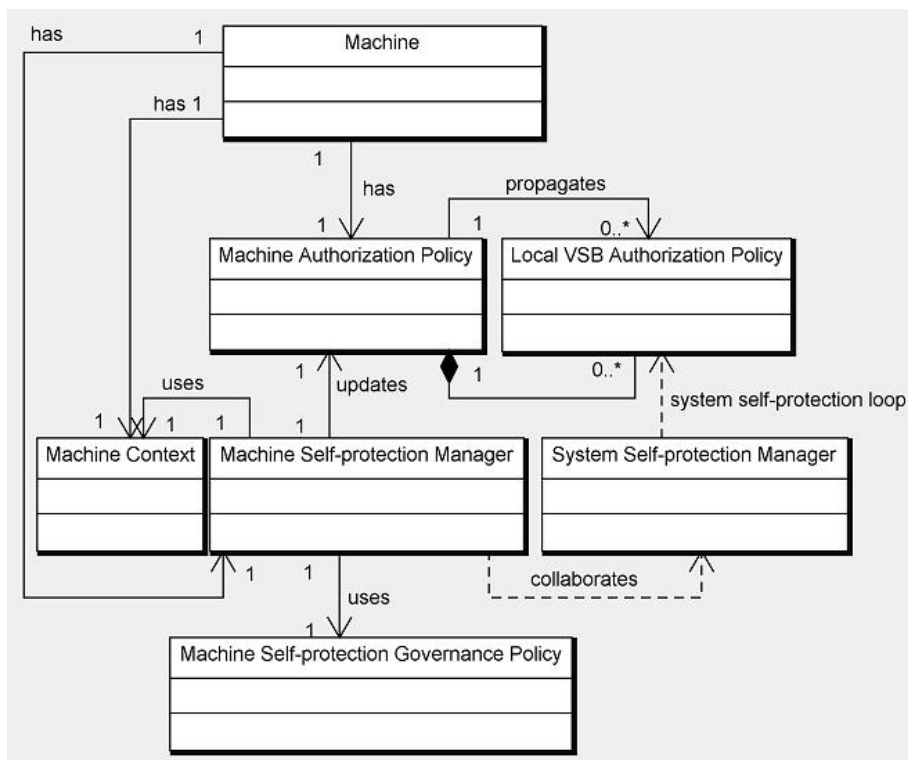 has
1
Machine
has 1
1
has
propagates
1
1
0..*
Machine Authorization Policy
Local VSB Authorization Policy
1
updates
1
0..*
uses
system self-protection loop
1
1
1
1
Machine Context
Machine Self-protection Manager
System Self-protection Manager
1
1
collaborates
uses
1
Machine Self-protection Governance Policy